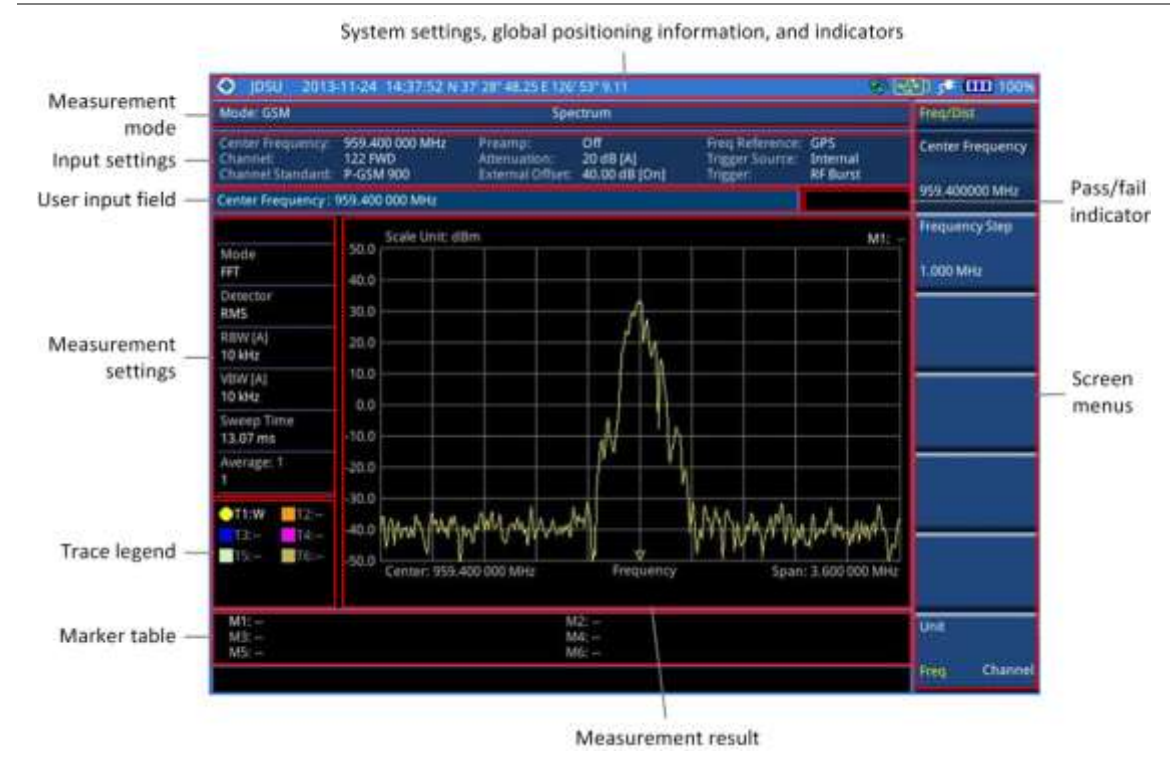 System settings, global positioning information, and indicators
JDSU 2013-11-24 14:37:52 N 37' 28" 48.25 E 126' 53" 9.11 100%
Measurement mode
Mode: GSM Spectrum
Freq/Dist
Input settings
Center Frequency: 959.400 000 MHz Preamp: Off Freq Reference: GPS
Channel: 122 FWD Attenuation: 20 dB [A] Trigger Source: Internal
Channel Standard: P-GSM 900 External Offset: 40.00 dB [On] Trigger: RF Burst
Center Frequency
959.400000 MHz
User input field
Center Frequency : 959.400 000 MHz
Pass/fail indicator
Frequency Step
1.000 MHz
Scale Unit: dBm M1: --
Measurement settings
Mode
FFT
Detector
RMS
RBW [A]
10 kHz
VBW [A]
10 kHz
Sweep Time
13.07 ms
Average: 1
1
50.0
40.0
30.0
20.0
10.0
0.0
-10.0
-20.0
-30.0
-40.0
-50.0
Screen menus
Trace legend
T1:W T2:--
T3:-- T4:--
T5:-- T6:--
Center: 959.400 000 MHz Frequency Span: 3.600 000 MHz
Marker table
M1: -- M2: --
M3: -- M4: --
M5: -- M6: --
Unit
Freq Channel
Measurement result